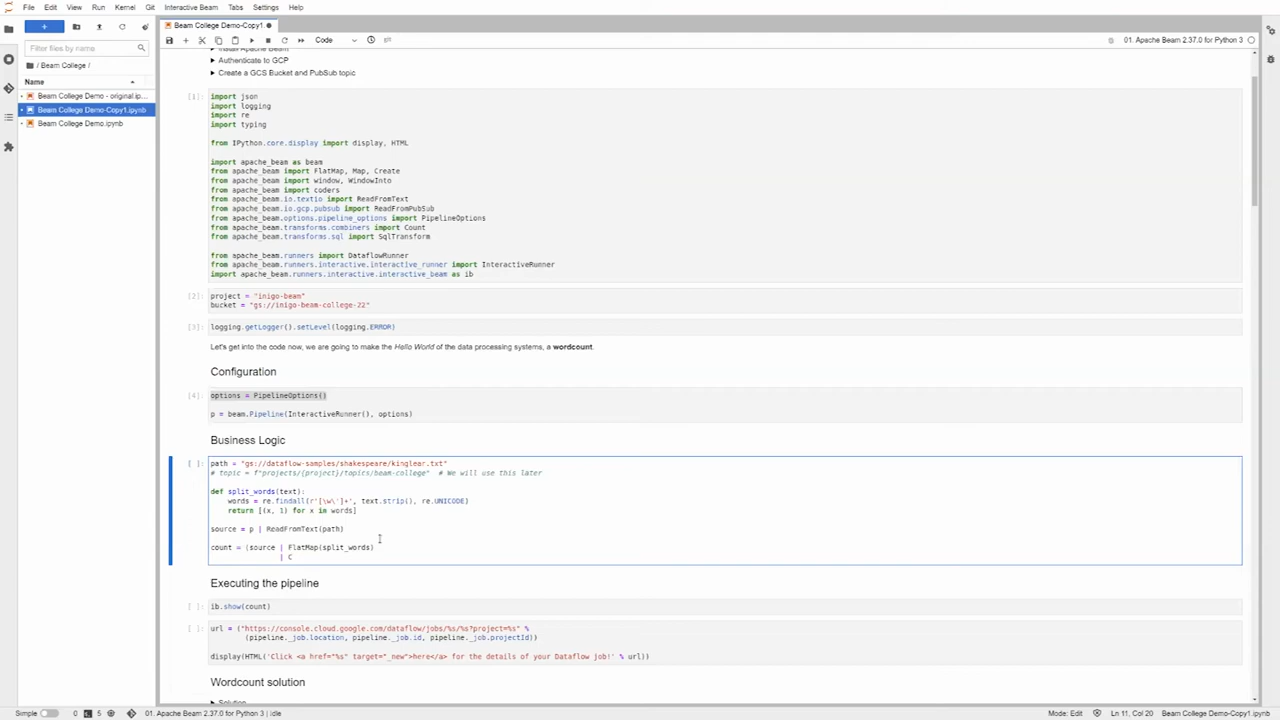 File Edit View Run Kernel Git Interactive Beam Tabs Settings Help
Beam College Demo-Copy1.
Code
01. Apache Beam 2.37.0 for Python 3
Filter files by name
/ Beam College /
Name
Beam College Demo - original.ip...
Beam College Demo-Copy1.ipynb
Beam College Demo.ipynb
Install Apache Beam
Authenticate to GCP
Create a GCS Bucket and PubSub topic
[1]: import json
import logging
import re
import typing
from IPython.core.display import display, HTML
import apache_beam as beam
from apache_beam import FlatMap, Map, Create
from apache_beam import window, WindowInto
from apache_beam import coders
from apache_beam.io.textio import ReadFromText
from apache_beam.io.gcp.pubsub import ReadFromPubSub
from apache_beam.options.pipeline_options import PipelineOptions
from apache_beam.transforms.combiners import Count
from apache_beam.transforms.sql import SqlTransform
from apache_beam.runners import DataflowRunner
from apache_beam.runners.interactive.interactive_runner import InteractiveRunner
import apache_beam.runners.interactive.interactive_beam as ib
[2]: project = "inigo-beam"
bucket = "gs://inigo-beam-college-22"
[3]: logging.getLogger().setLevel(logging.ERROR)
Let's get into the code now, we are going to make the Hello World of the data processing systems, a wordcount.
Configuration
[4]: options = PipelineOptions()
p = beam.Pipeline(InteractiveRunner(), options)
Business Logic
[ ]: path = "gs://dataflow-samples/shakespeare/kinglear.txt"
# topic = f"projects/{project}/topics/beam-college" # We will use this later
def split_words(text):
words = re.findall(r'[\w\']+', text.strip(), re.UNICODE)
return [(x, 1) for x in words]
source = p | ReadFromText(path)
count = (source | FlatMap(split_words)
| C
Executing the pipeline
[ ]: ib.show(count)
[ ]: url = ("https://console.cloud.google.com/dataflow/jobs/%s/%s?project=%s" %
(pipeline._job.location, pipeline._job.id, pipeline._job.projectId))
display(HTML('Click <a href="%s" target="_new">here</a> for the details of your Dataflow job!' % url))
Wordcount solution
Solution
Simple 0 5 01. Apache Beam 2.37.0 for Python 3 | Idle Mode: Edit Ln 11, Col 20 Beam College Demo-Copy1.ipynb